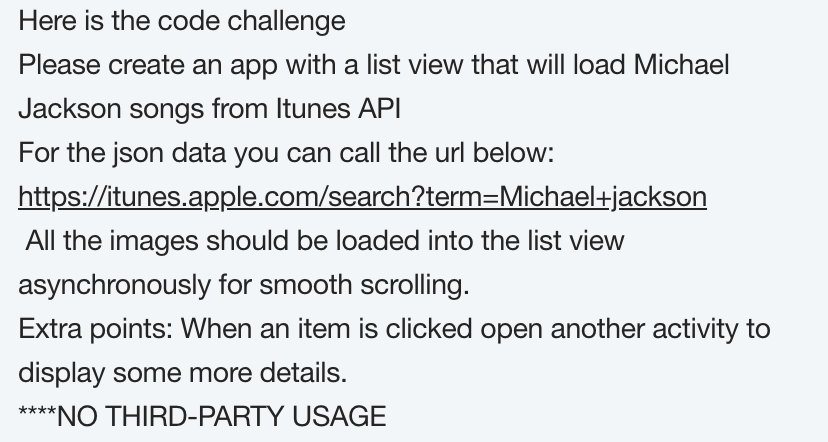 Here is the code challenge
Please create an app with a list view that will load Michael
Jackson songs from Itunes API
For the json data you can call the url below:
https://itunes.apple.com/search?term=Michael+jackson
All the images should be loaded into the list view
asynchronously for smooth scrolling.
Extra points: When an item is clicked open another activity to
display some more details.
****NO THIRD-PARTY USAGE